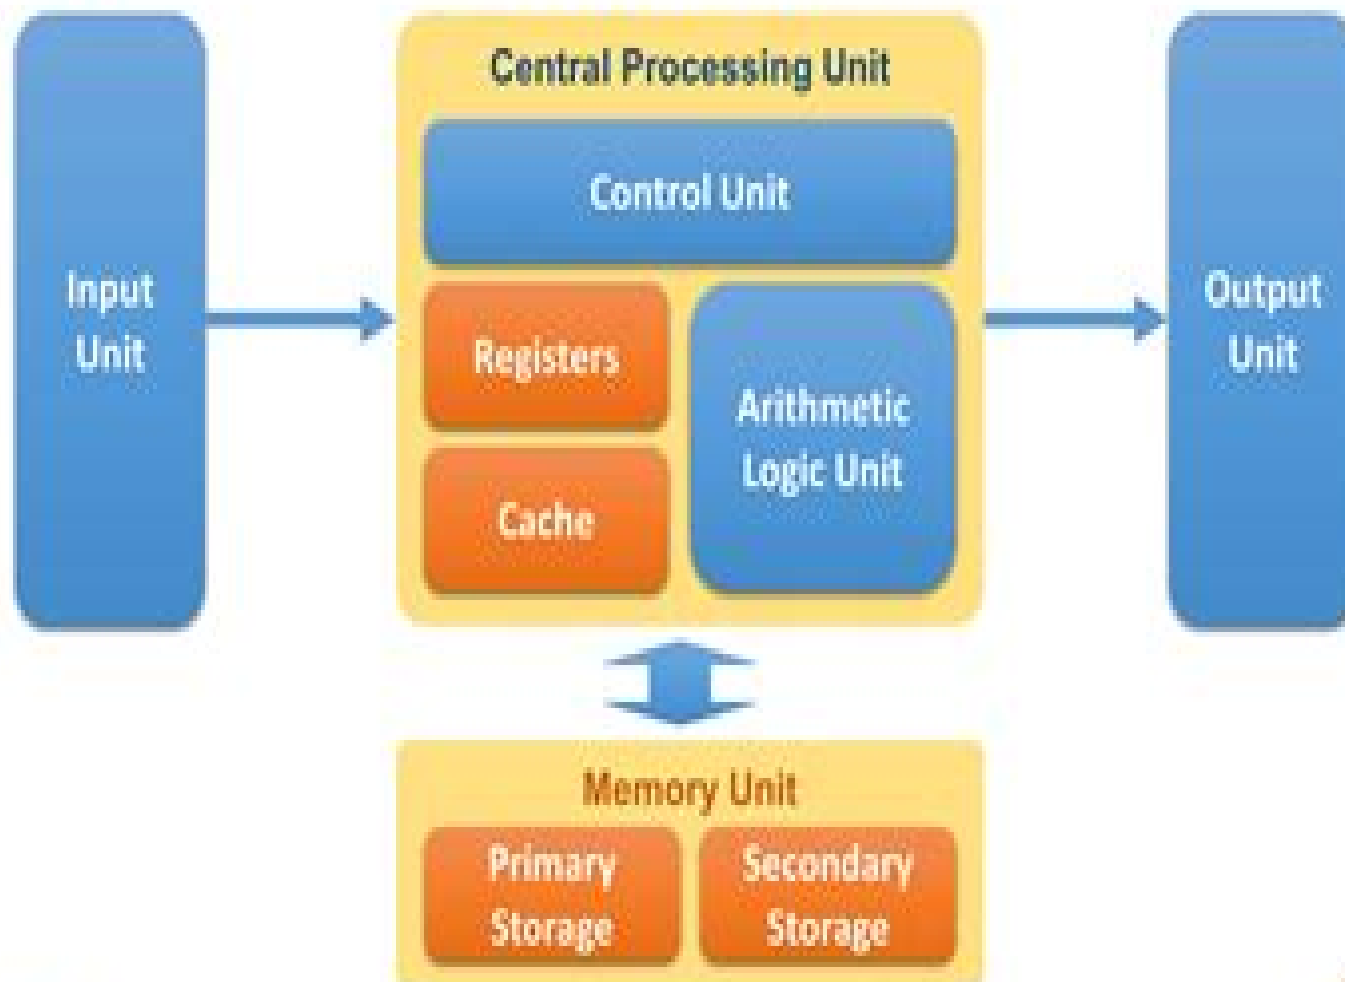 Central Processing Unit
Control Unit
Input
Unit
Registers
Arithmetic
Logic Unit
Cache
Output
Unit
Memory Unit
Primary
Storage
Secondary
Storage